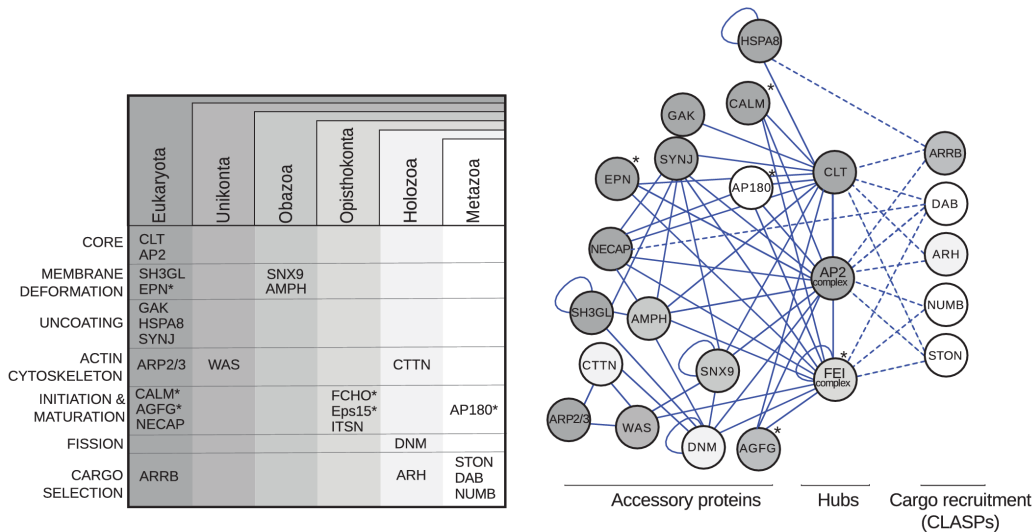 Eukaryota
Unikonta
Obazoa
Opisthokonta
Holozoa
Metazoa
CORE
CLT
AP2
MEMBRANE
DEFORMATION
SH3GL
EPN*
SNX9
AMPH
UNCOATING
GAK
HSPA8
SYNJ
ACTIN
CYTOSKELETON
ARP2/3
WAS
CTTN
INITIATION &
MATURATION
CALM*
AGFG*
NECAP
FCHO*
Eps15*
ITSN
AP180*
FISSION
DNM
CARGO
SELECTION
ARRB
ARH
STON
DAB
NUMB
HSPA8
CALM
*
GAK
SYNJ
EPN
*
AP180
*
CLT
ARRB
DAB
NECAP
ARH
AP2
complex
SH3GL
AMPH
NUMB
CTTN
SNX9
FEI
complex
*
STON
ARP2/3
WAS
DNM
AGFG
*
Accessory proteins
Hubs
Cargo recruitment
(CLASPs)